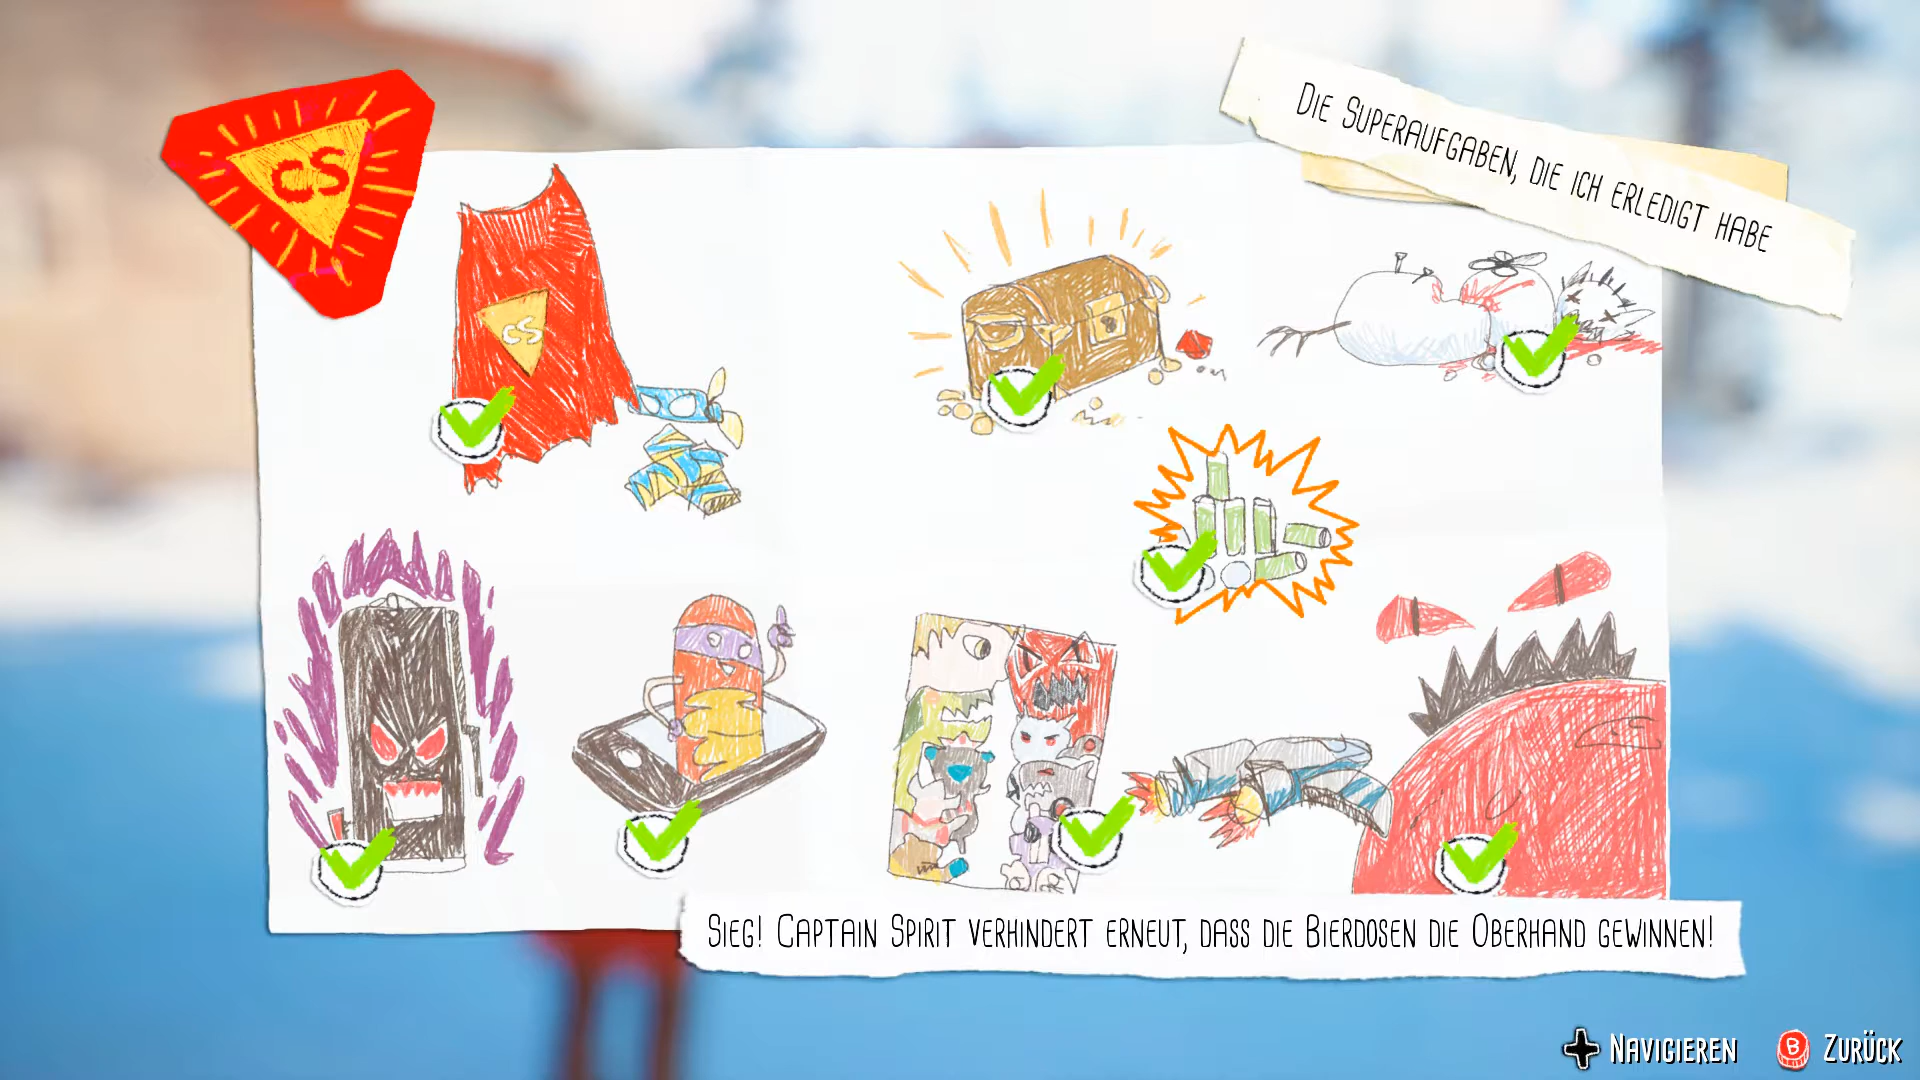 CS
Die Superaufgaben, die ich erledigt habe
CS
Sieg! Captain Spirit verhindert erneut, dass die Bierdosen die Oberhand gewinnen!
Navigieren
B Zurück